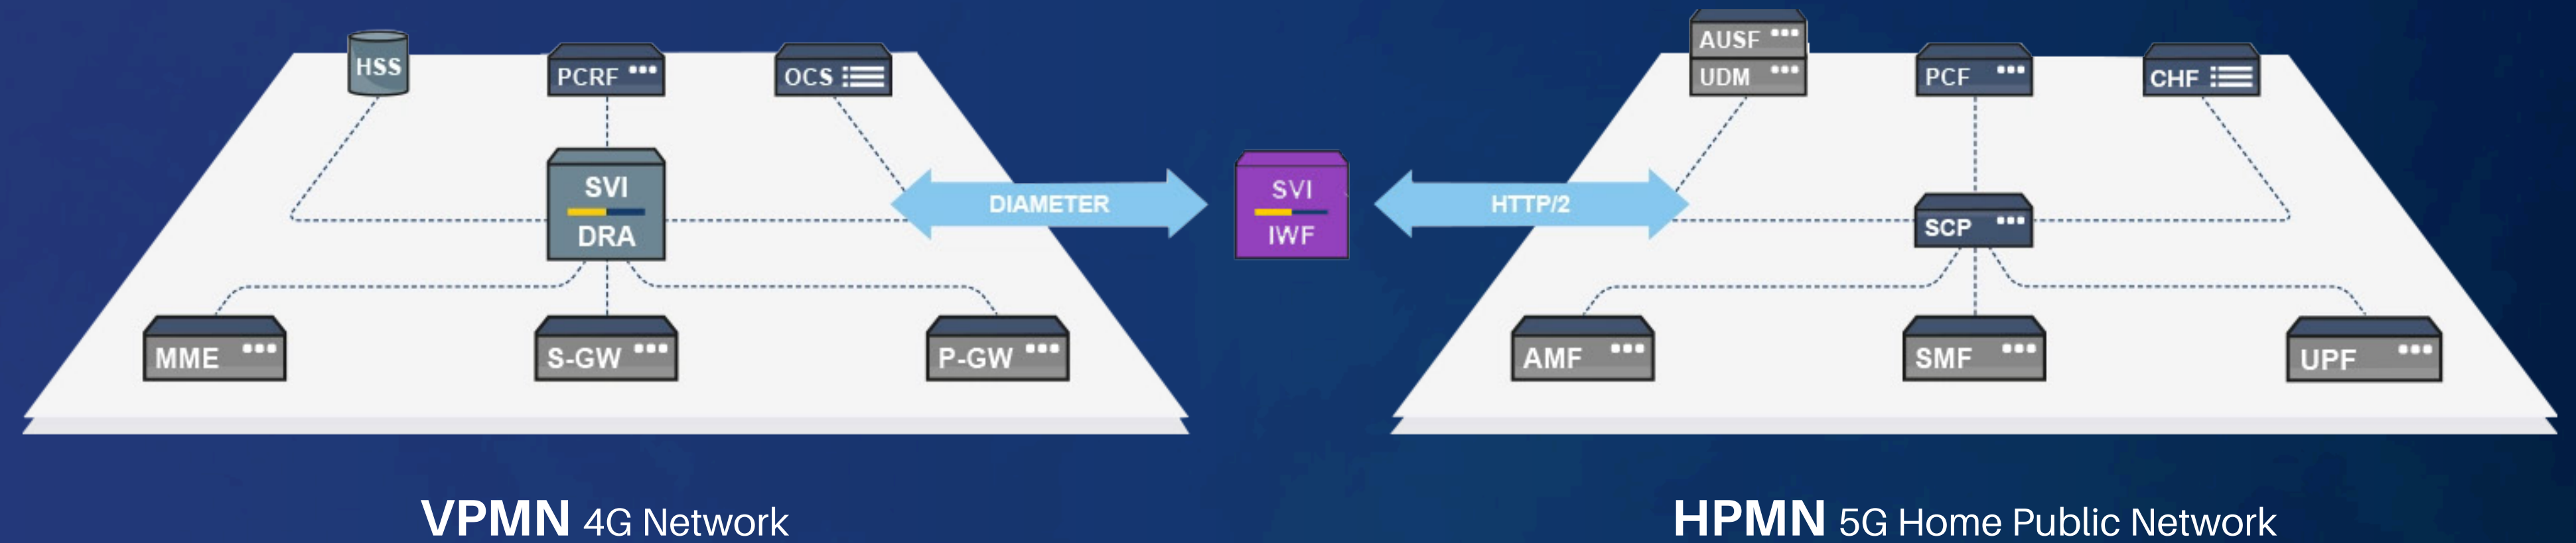 HSS
PCRF
OCS
SVI
DRA
MME
S-GW
P-GW
DIAMETER
SVI
IWF
HTTP/2
AUSF
UDM
PCF
CHF
SCP
AMF
SMF
UPF
VPMN 4G Network
HPMN 5G Home Public Network